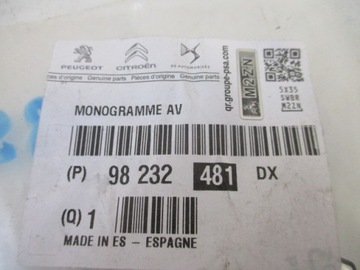 PEUGEOT CITROËN DS AUTOMOBILES
Pièces d'origine Genuine parts Pièces d'origine Genuine parts Pièces d'origine Genuine parts
qr.groupe-psa.com
M2ZN
5X35
SWBR
MZ2N
MONOGRAMME AV
(P) 98 232 481 DX
(Q) 1
MADE IN ES - ESPAGNE